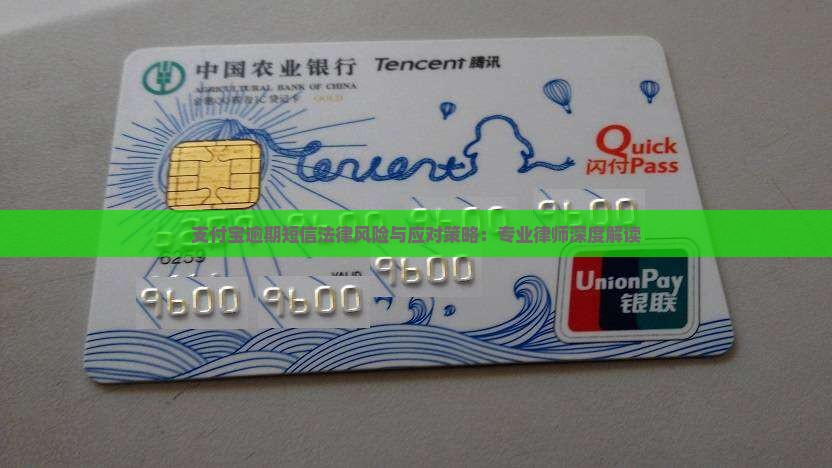 中国农业银行 Tencent 腾讯
AGRICULTURAL BANK OF CHINA
GOLD
Tencent
Quick
闪付Pass
支付宝逾期短信法律风险与应对策略：专业律师深度解读
6259
VALID
9600
9600 9600
UnionPay
银联